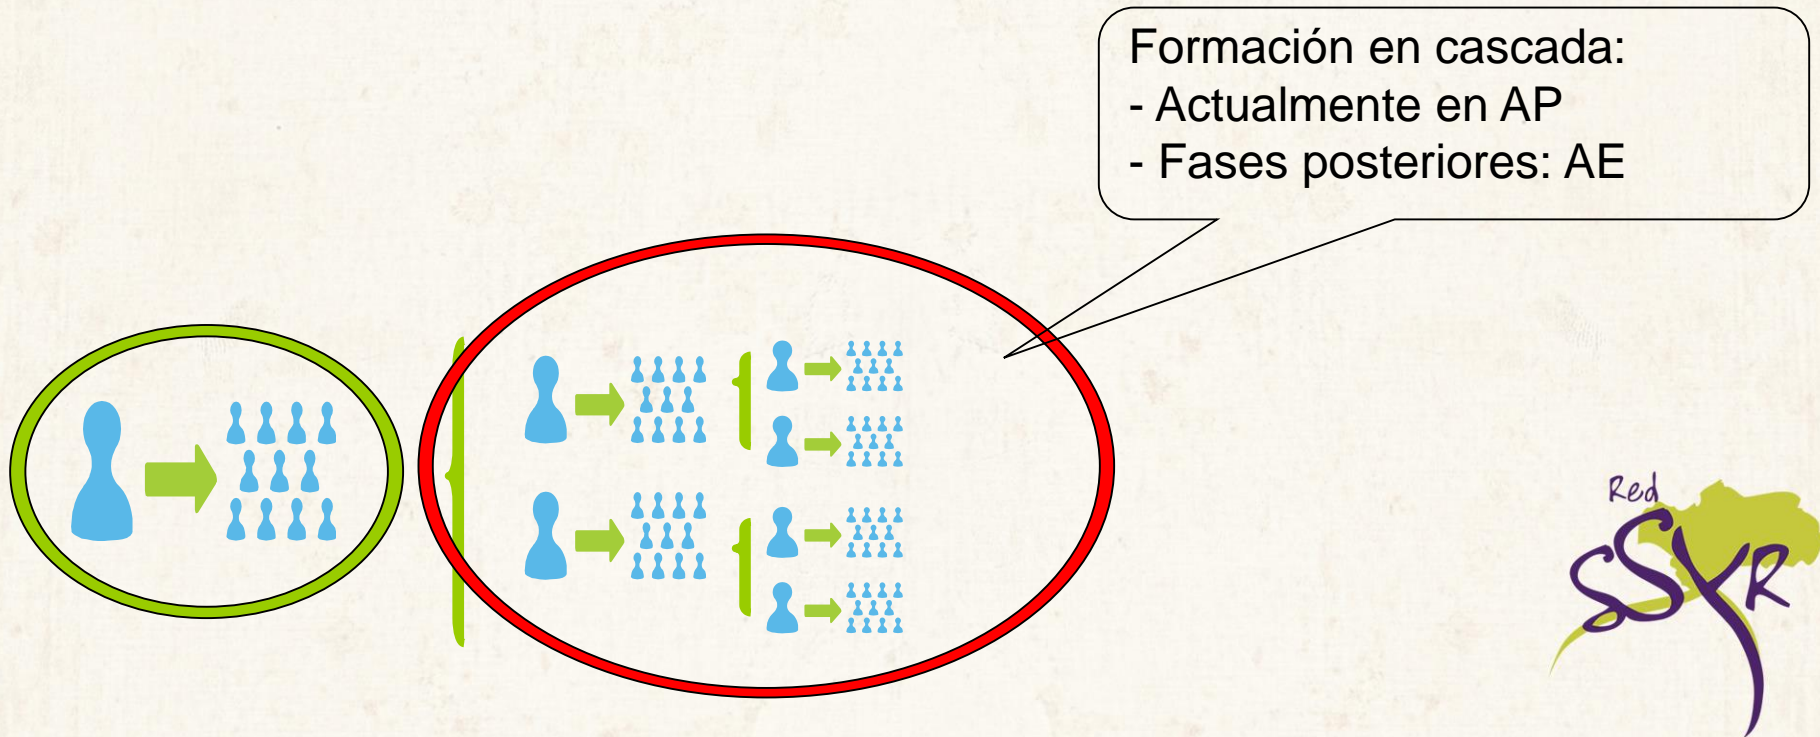 Formación en cascada:
- Actualmente en AP
- Fases posteriores: AE
Red
SSYR